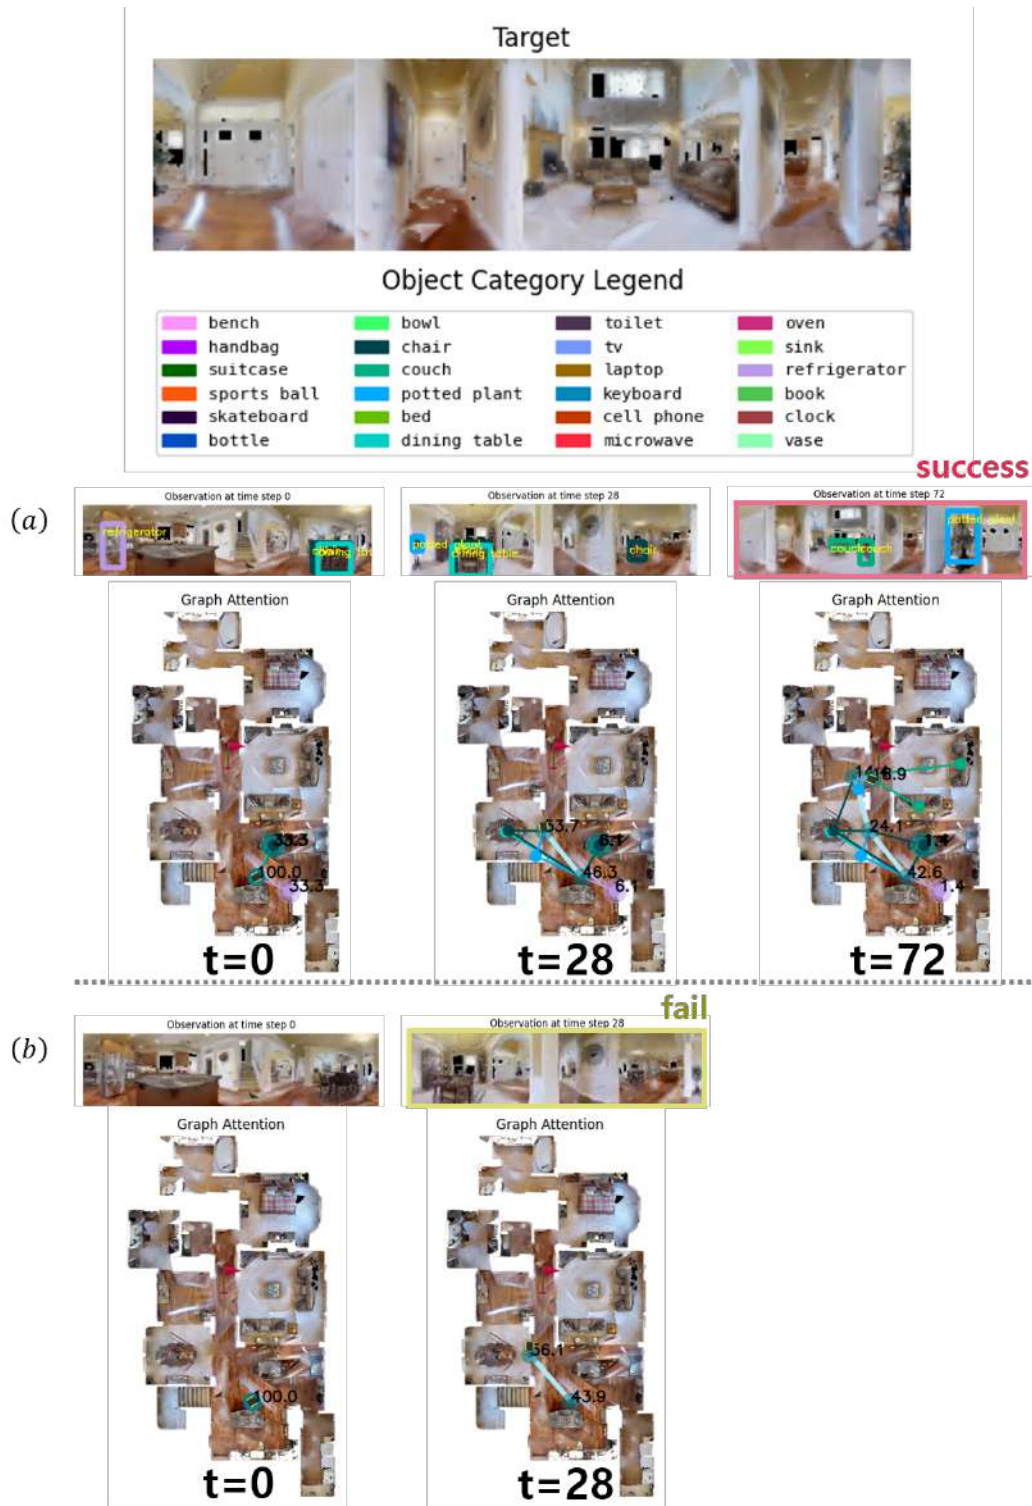 Target
Object Category Legend
bench bowl toilet oven
handbag chair tv sink
suitcase couch laptop refrigerator
sports ball potted plant keyboard book
skateboard bed cell phone clock
bottle dining table microwave vase
success
(a)
Observation at time step 0 Observation at time step 28 Observation at time step 72
refrigerator
potted plant
dining table
chair
couch couch
potted plant
Graph Attention Graph Attention Graph Attention
33.3
100.0
33.3
33.7
6.1
46.3
6.1
18.9
24.1
1.4
42.6
1.4
t=0 t=28 t=72
fail
(b)
Observation at time step 0 Observation at time step 28
Graph Attention Graph Attention
100.0
56.1
43.9
t=0 t=28